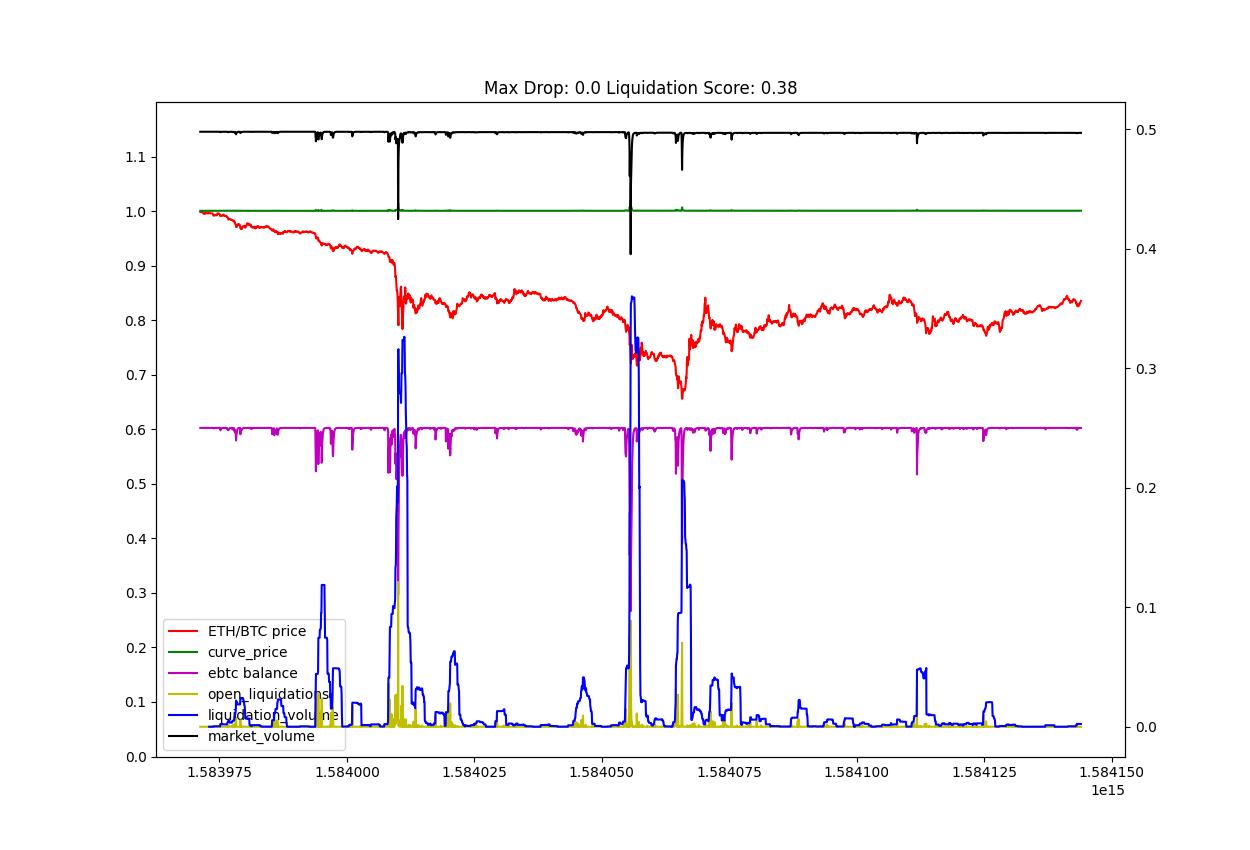 Max Drop: 0.0 Liquidation Score: 0.38
1.1
1.0
0.9
0.8
0.7
0.6
0.5
0.4
0.3
0.2
0.1
0.0
0.5
0.4
0.3
0.2
0.1
0.0
ETH/BTC price
curve_price
ebtc balance
open_liquidations
liquidation_volume
market_volume
1.583975 1.584000 1.584025 1.584050 1.584075 1.584100 1.584125 1.584150
1e15